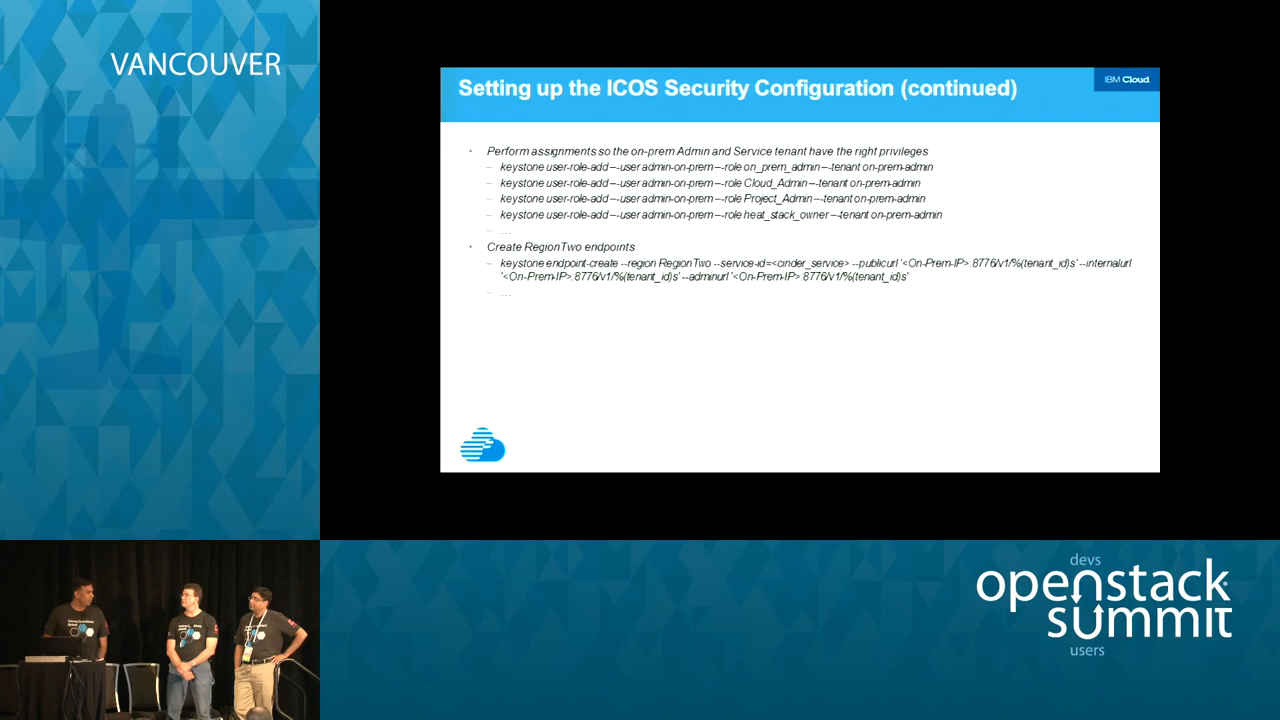 VANCOUVER
Setting up the ICOS Security Configuration (continued)
IBM Cloud
• Perform assignments so the on-prem Admin and Service tenant have the right privileges
– keystone user-role-add --user admin-on-prem --role on_prem_admin --tenant on-prem-admin
– keystone user-role-add --user admin-on-prem --role Cloud_Admin --tenant on-prem-admin
– keystone user-role-add --user admin-on-prem --role Project_Admin --tenant on-prem-admin
– keystone user-role-add --user admin-on-prem --role heat_stack_owner --tenant on-prem-admin
– …
• Create RegionTwo endpoints
– keystone endpoint-create --region RegionTwo --service-id=<cinder_service> --publicurl '<On-Prem-IP>:8776/v1/%(tenant_id)s' --internalurl
'<On-Prem-IP>:8776/v1/%(tenant_id)s' --adminurl '<On-Prem-IP>:8776/v1/%(tenant_id)s'
– …
devs
openstack
summit
users